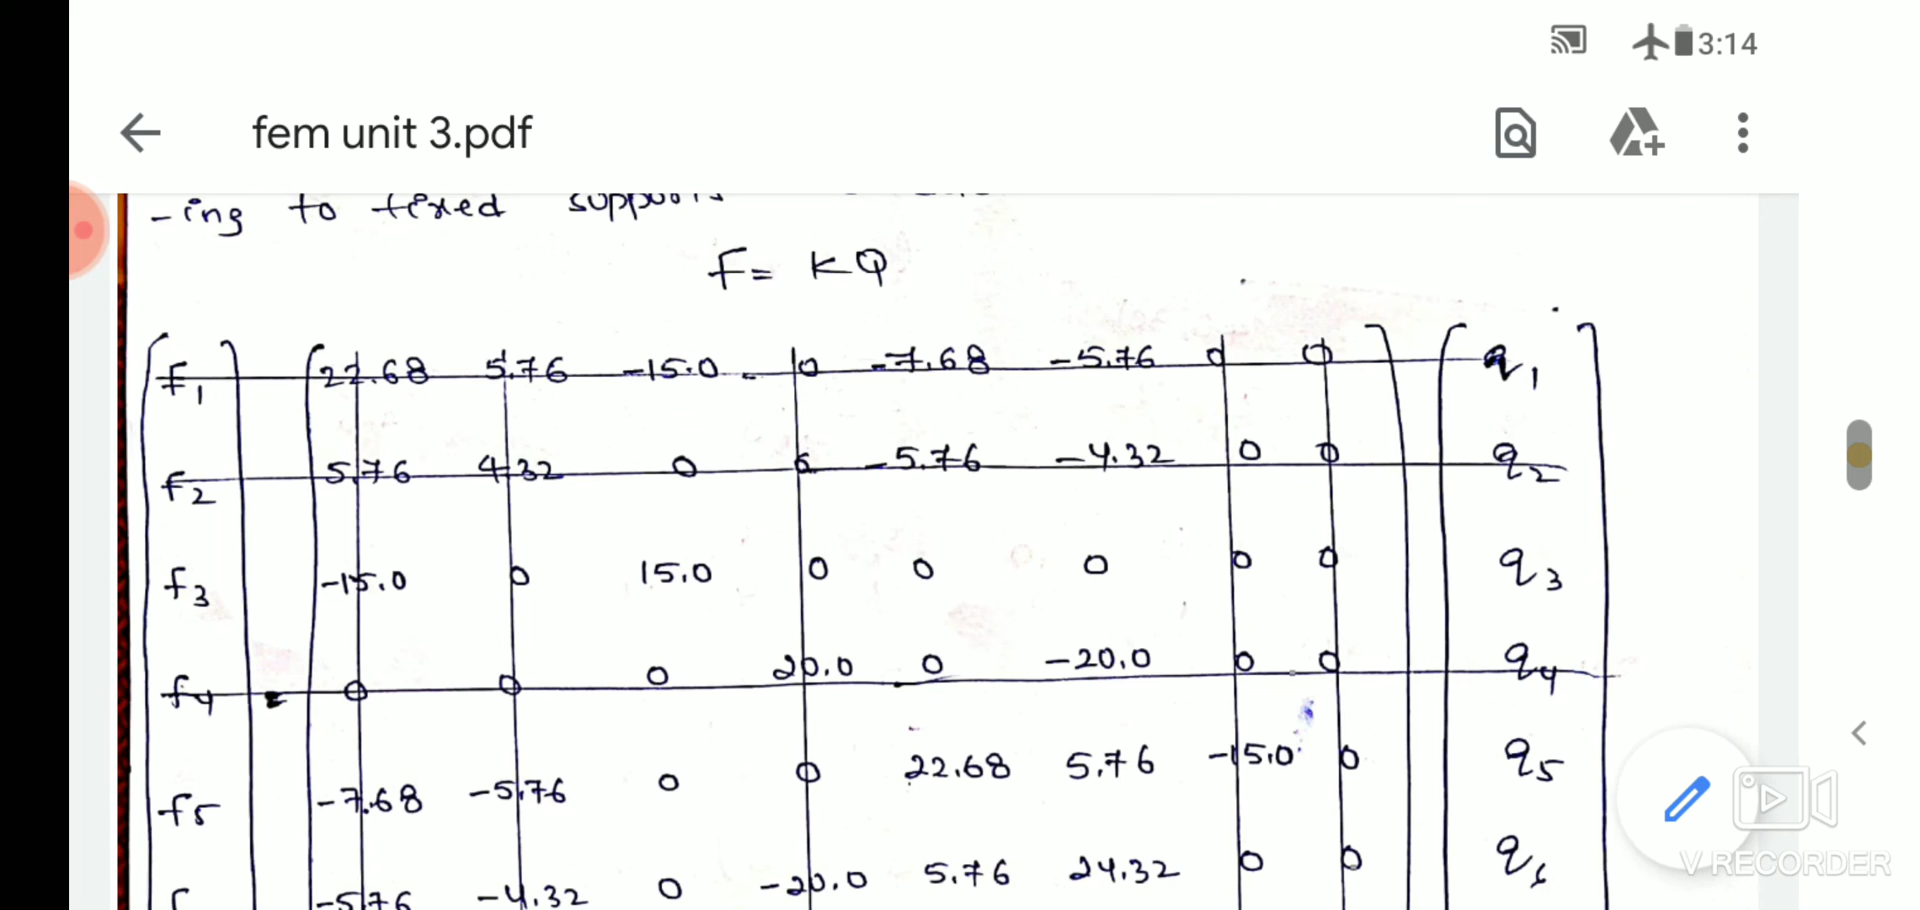 3:14
fem unit 3.pdf
-ing to fixed supports
F = KQ
f1 22.68 5.76 -15.0 0 -7.68 -5.76 0 0 q1
f2 5.76 4.32 0 0 -5.76 -4.32 0 0 q2
f3 -15.0 0 15.0 0 0 0 0 0 q3
f4 = 0 0 0 20.0 0 -20.0 0 0 q4
f5 -7.68 -5.76 0 0 22.68 5.76 -15.0 0 q5
-5.76 -4.32 0 -20.0 5.76 24.32 0 0 q6
V RECORDER